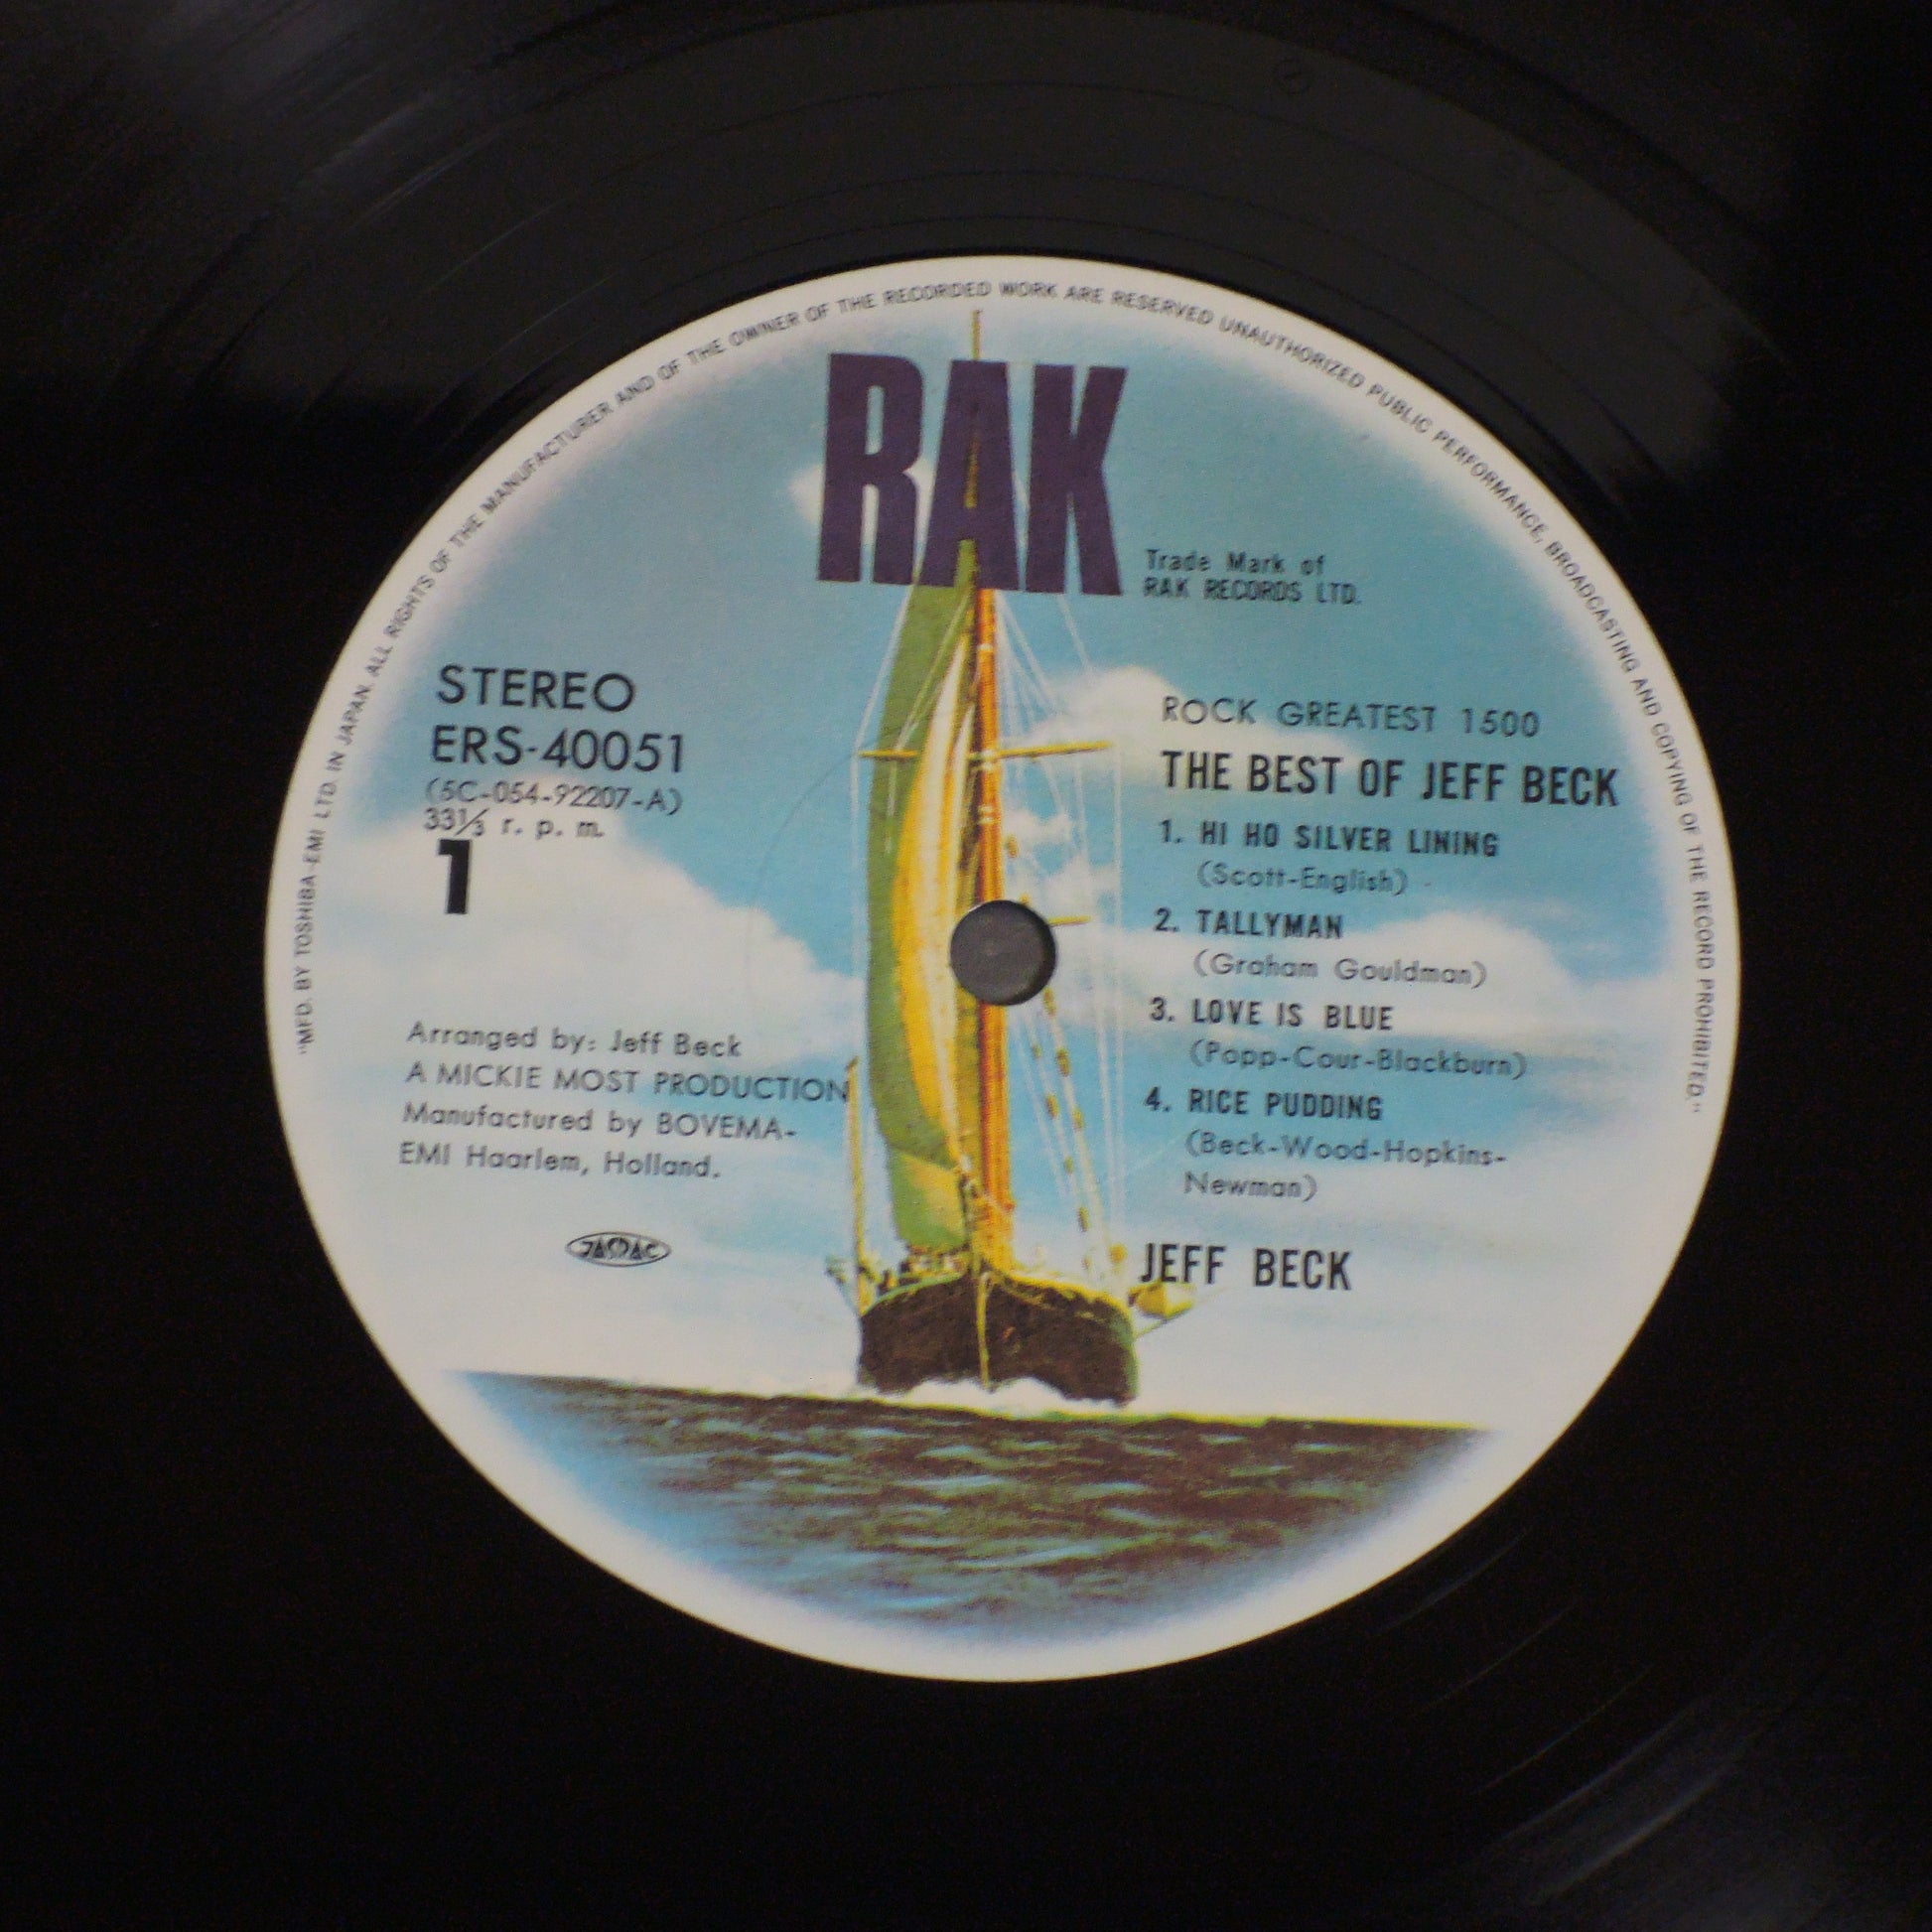 "MFD. BY TOSHIBA-EMI LTD. IN JAPAN. ALL RIGHTS OF THE MANUFACTURER AND OF THE OWNER OF THE RECORDED WORK ARE RESERVED UNAUTHORIZED PUBLIC PERFORMANCE, BROADCASTING AND COPYING OF THE RECORD PROHIBITED."
RAK
Trade Mark of
RAK RECORDS LTD.
STEREO
ERS-40051
(5C-054-92207-A)
33⅓ r. p. m.
1
Arranged by: Jeff Beck
A MICKIE MOST PRODUCTION
Manufactured by BOVEMA-
EMI Haarlem, Holland.
JASRAC
ROCK GREATEST 1500
THE BEST OF JEFF BECK
1. HI HO SILVER LINING
(Scott-English)
2. TALLYMAN
(Graham Gouldman)
3. LOVE IS BLUE
(Popp-Cour-Blackburn)
4. RICE PUDDING
(Beck-Wood-Hopkins-
Newman)
JEFF BECK